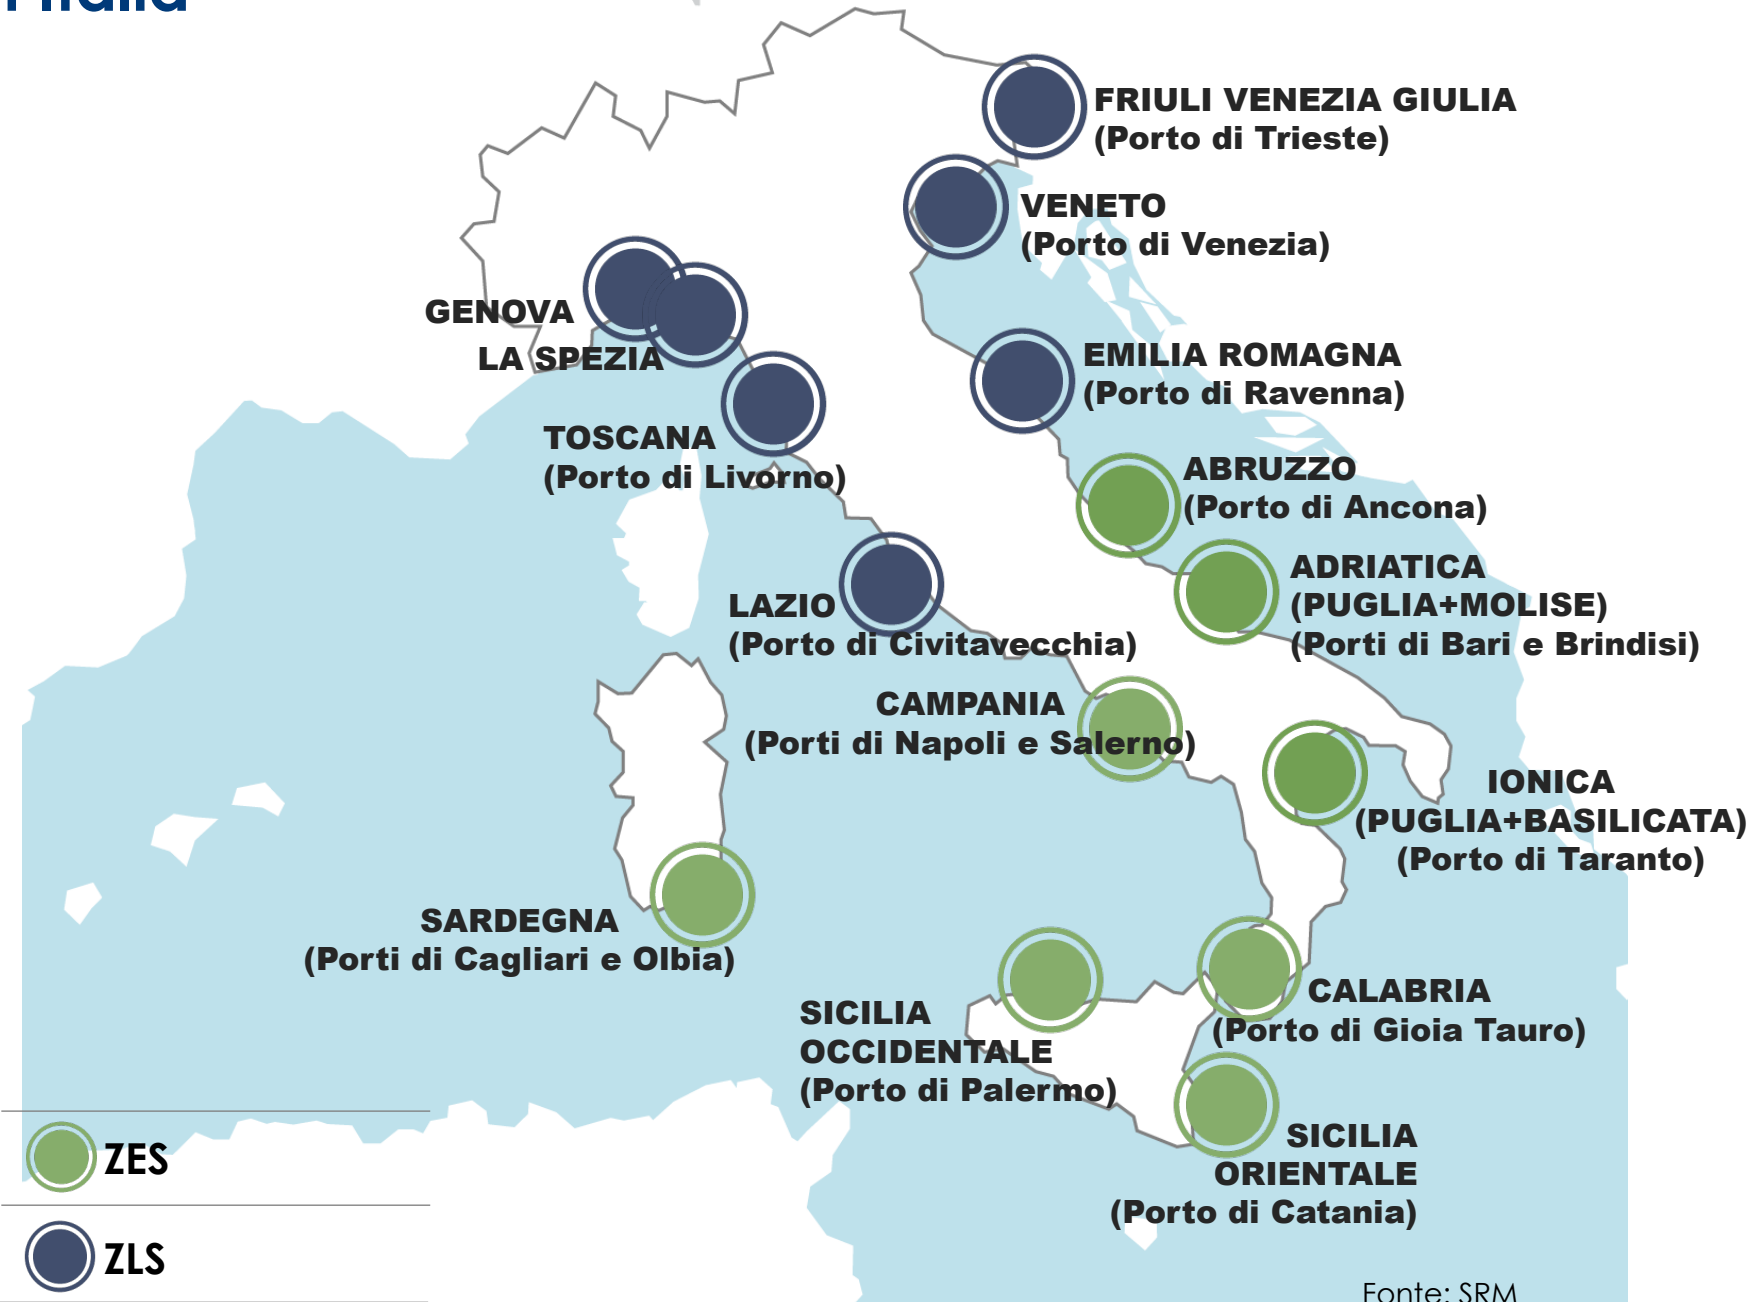 l'Italia
FRIULI VENEZIA GIULIA
(Porto di Trieste)
VENETO
(Porto di Venezia)
GENOVA
LA SPEZIA
EMILIA ROMAGNA
(Porto di Ravenna)
TOSCANA
(Porto di Livorno)
ABRUZZO
(Porto di Ancona)
ADRIATICA
(PUGLIA+MOLISE)
(Porti di Bari e Brindisi)
LAZIO
(Porto di Civitavecchia)
CAMPANIA
(Porti di Napoli e Salerno)
IONICA
(PUGLIA+BASILICATA)
(Porto di Taranto)
SARDEGNA
(Porti di Cagliari e Olbia)
CALABRIA
(Porto di Gioia Tauro)
SICILIA
OCCIDENTALE
(Porto di Palermo)
SICILIA
ORIENTALE
(Porto di Catania)
ZES
ZLS
Fonte: SRM